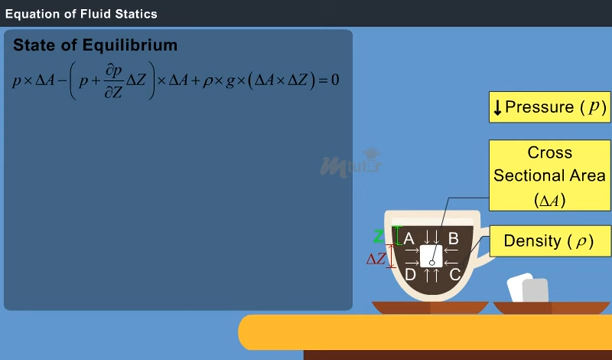 Equation of Fluid Statics
State of Equilibrium
p × ΔA − (p + ∂p/∂Z ΔZ) × ΔA + ρ × g × (ΔA × ΔZ) = 0
↓ Pressure (p)
Cross
Sectional Area
(ΔA)
Density (ρ)
Z
A
B
ΔZ
D
C